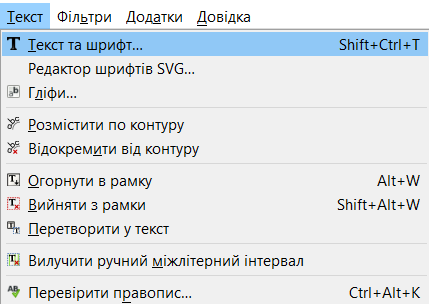 Текст Фільтри Додатки Довідка
Текст та шрифт... Shift+Ctrl+T
Редактор шрифтів SVG...
Гліфи...
Розмістити по контуру
Відокремити від контуру
Огорнути в рамку Alt+W
Вийняти з рамки Shift+Alt+W
Перетворити у текст
Вилучити ручний міжлітерний інтервал
Перевірити правопис... Ctrl+Alt+K